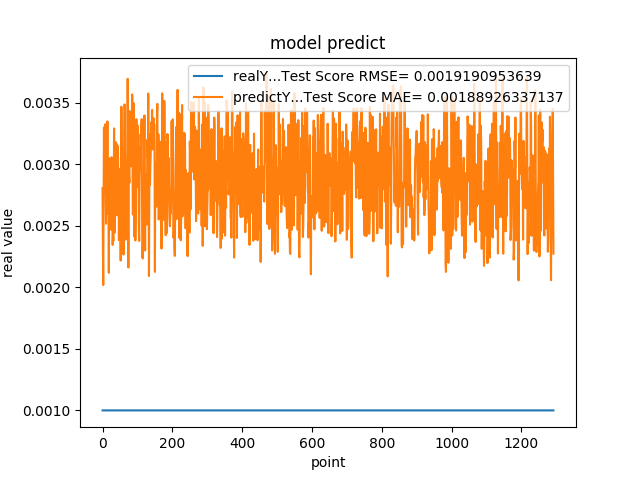 model predict
realY...Test Score RMSE= 0.0019190953639
predictY...Test Score MAE= 0.00188926337137
real value
0.0035
0.0030
0.0025
0.0020
0.0015
0.0010
0 200 400 600 800 1000 1200
point